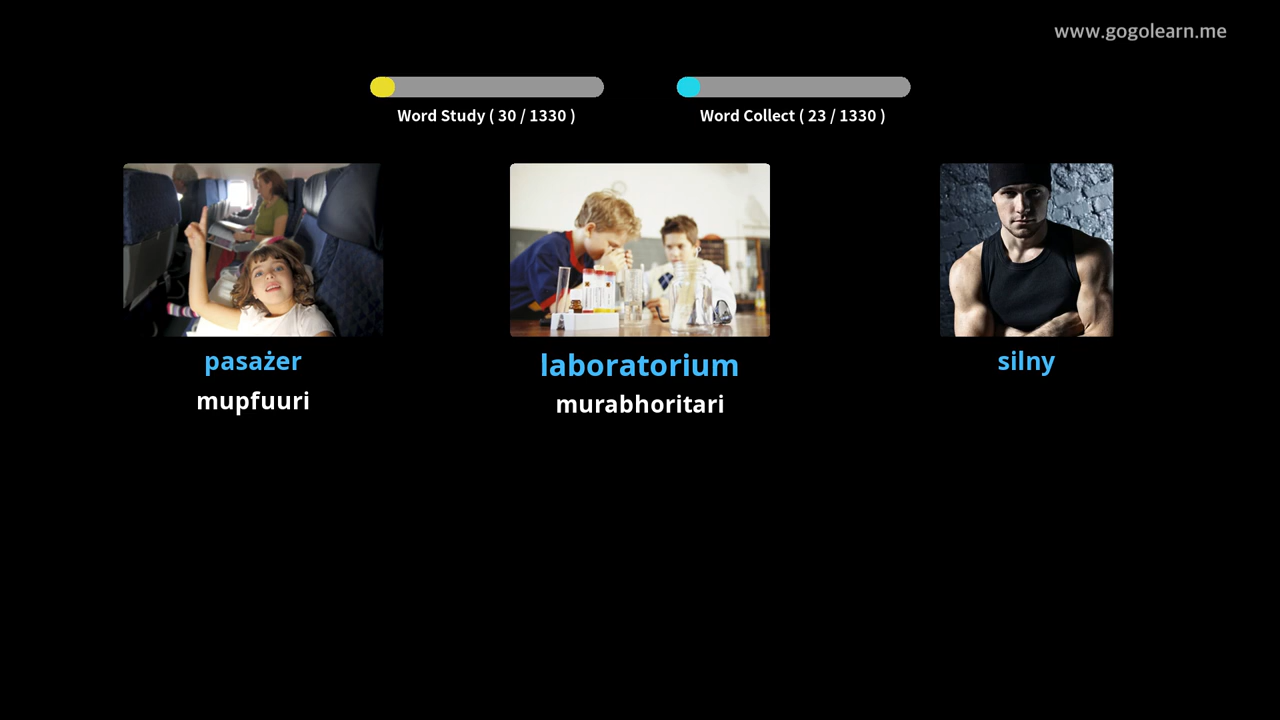 www.gogolearn.me
Word Study ( 30 / 1330 )
Word Collect ( 23 / 1330 )
pasażer
mupfuuri
laboratorium
murabhoritari
silny